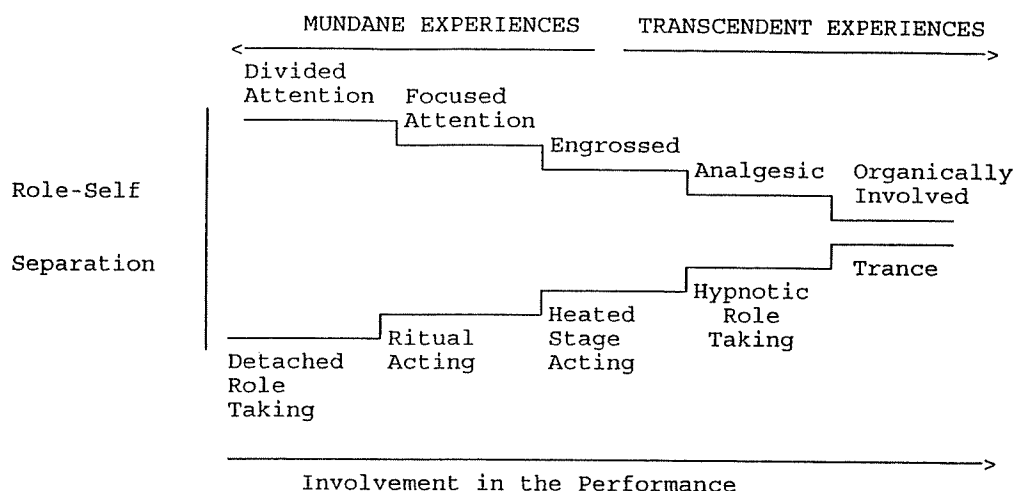 MUNDANE EXPERIENCES TRANSCENDENT EXPERIENCES
Divided
Attention
Focused
Attention
Engrossed
Analgesic
Organically
Involved
Role-Self
Separation
Trance
Hypnotic
Role
Taking
Heated
Stage
Acting
Ritual
Acting
Detached
Role
Taking
Involvement in the Performance